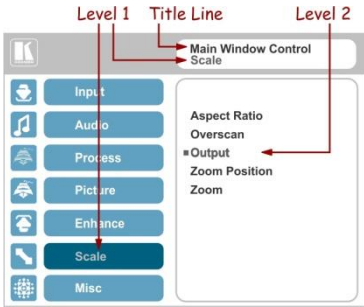 Level 1 Title Line Level 2
Main Window Control
Scale
Input
Audio
Process
Picture
Enhance
Scale
Misc
Aspect Ratio
Overscan
Output
Zoom Position
Zoom